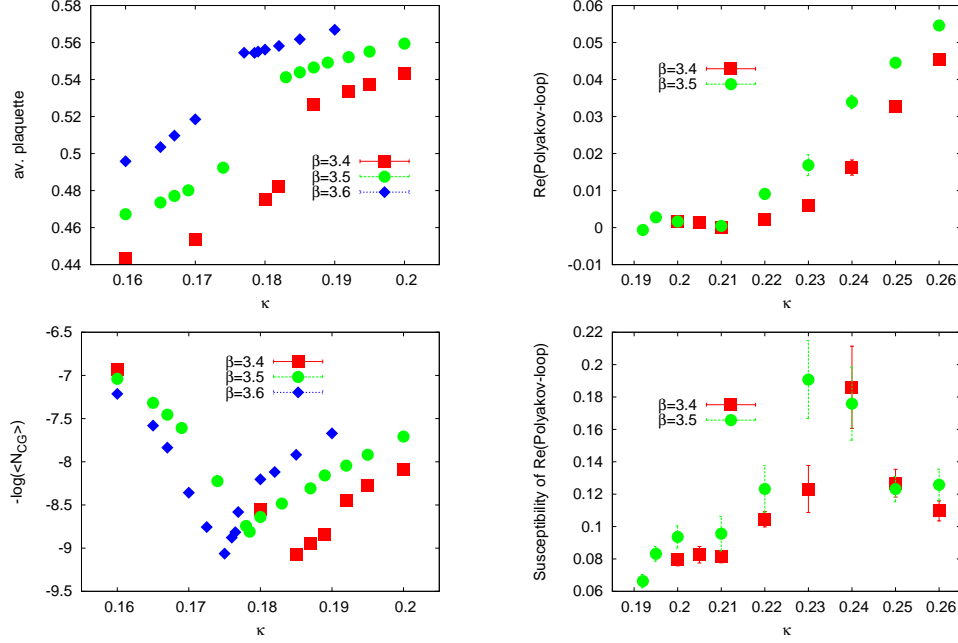 0.58
0.56
0.54
0.52
0.5
0.48
0.46
0.44
av. plaquette
β=3.4
β=3.5
β=3.6
0.16 0.17 0.18 0.19 0.2
κ
0.06
0.05
0.04
0.03
0.02
0.01
0
-0.01
Re(Polyakov-loop)
β=3.4
β=3.5
0.19 0.2 0.21 0.22 0.23 0.24 0.25 0.26
κ
-6.5
-7
-7.5
-8
-8.5
-9
-9.5
-log(<N_CG>)
β=3.4
β=3.5
β=3.6
0.16 0.17 0.18 0.19 0.2
κ
0.22
0.2
0.18
0.16
0.14
0.12
0.1
0.08
0.06
Susceptibility of Re(Polyakov-loop)
β=3.4
β=3.5
0.19 0.2 0.21 0.22 0.23 0.24 0.25 0.26
κ